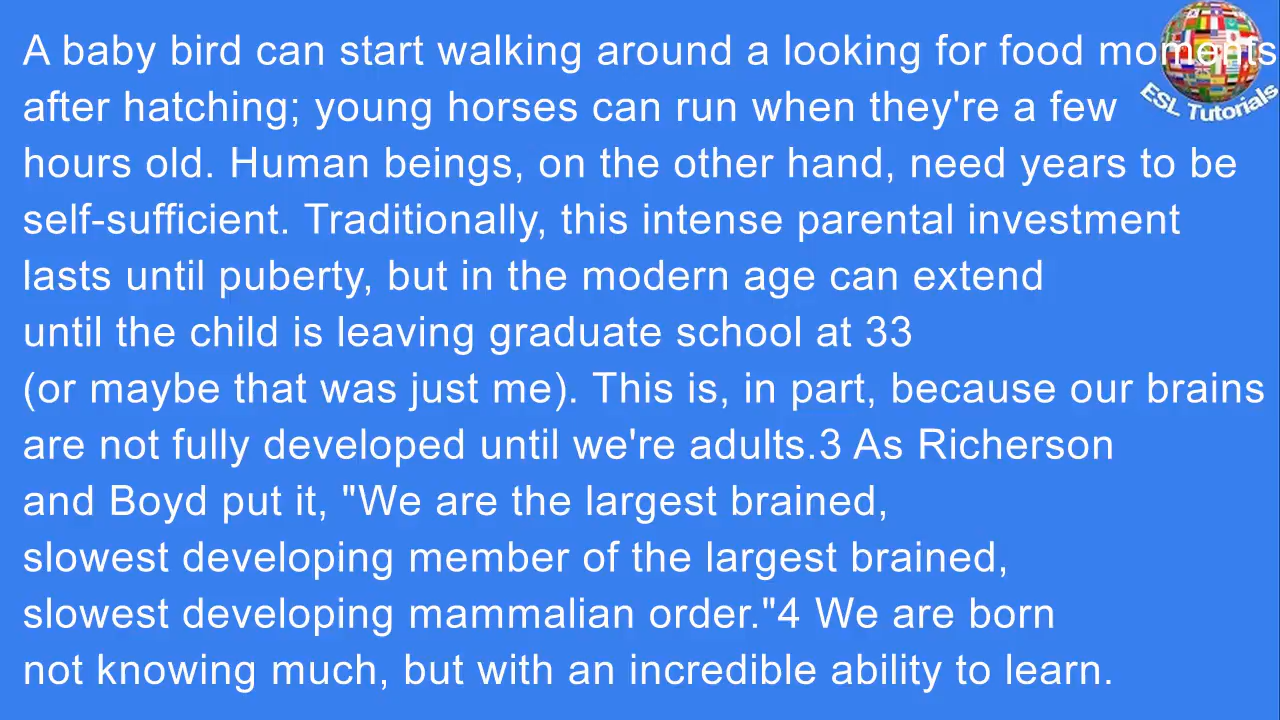 A baby bird can start walking around a looking for food moments
after hatching; young horses can run when they're a few
hours old. Human beings, on the other hand, need years to be
self-sufficient. Traditionally, this intense parental investment
lasts until puberty, but in the modern age can extend
until the child is leaving graduate school at 33
(or maybe that was just me). This is, in part, because our brains
are not fully developed until we're adults.3 As Richerson
and Boyd put it, "We are the largest brained,
slowest developing member of the largest brained,
slowest developing mammalian order."4 We are born
not knowing much, but with an incredible ability to learn.
ESL Tutorials